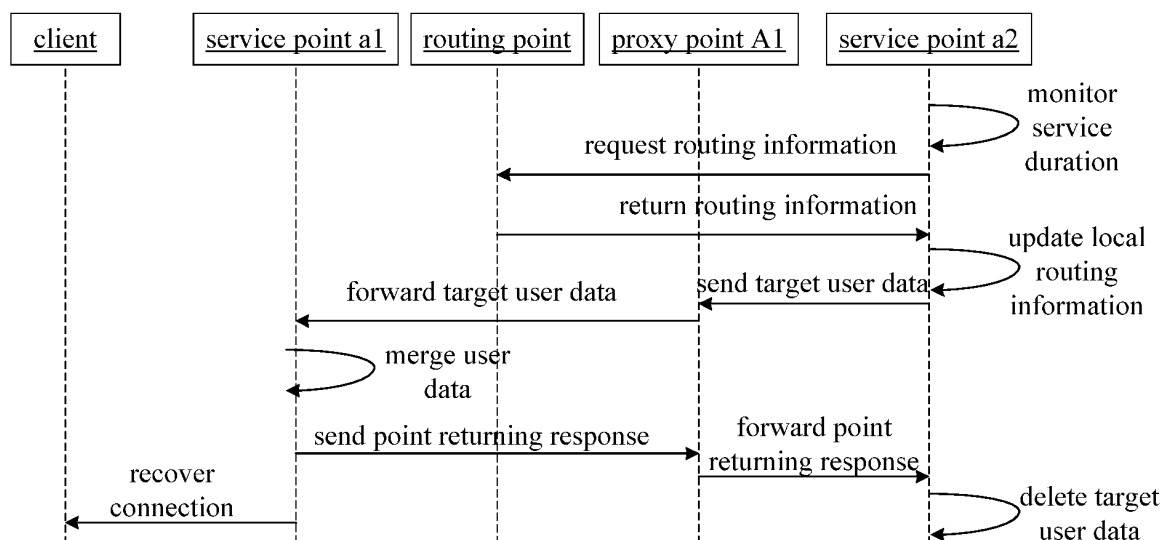 client
service point a1
routing point
proxy point A1
service point a2
monitor
service
duration
request routing information
return routing information
update local
routing
information
send target user data
forward target user data
merge user
data
send point returning response
forward point
returning response
recover
connection
delete target
user data